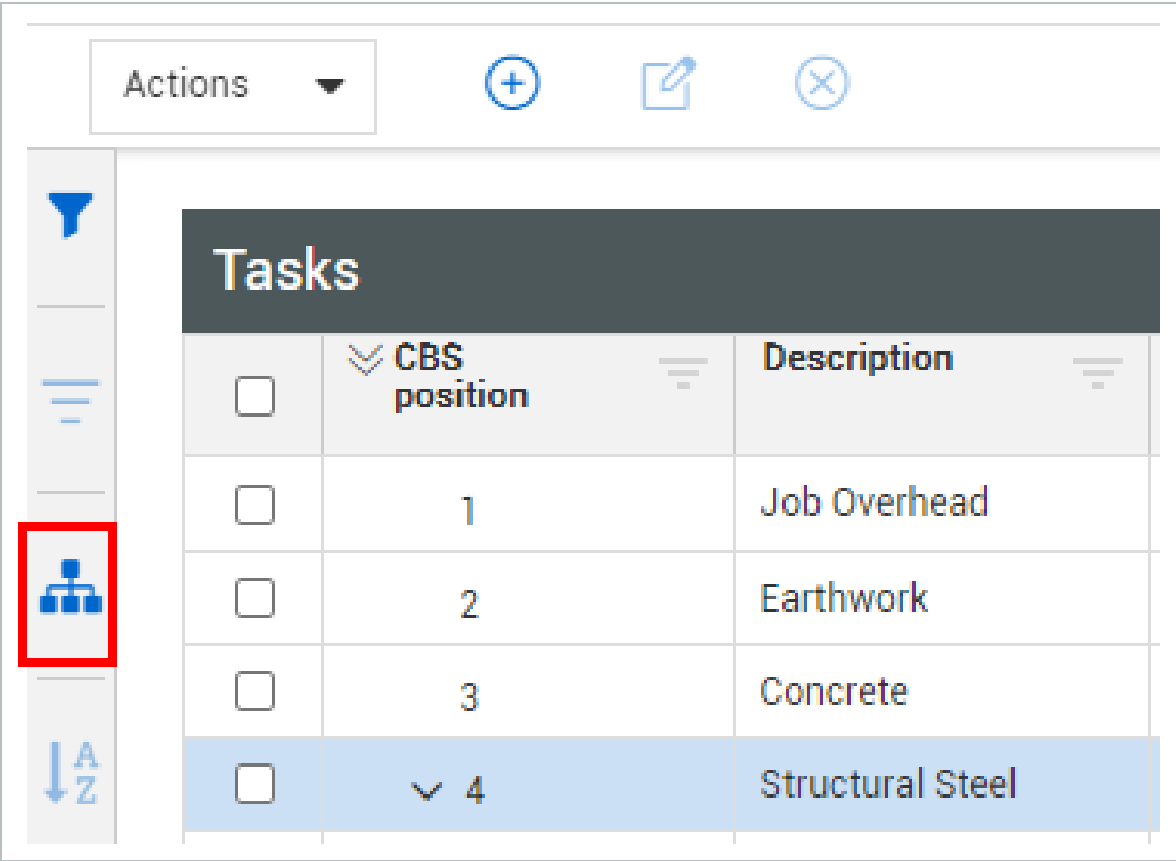 Actions
Tasks
CBS position
Description
1 Job Overhead
2 Earthwork
3 Concrete
4 Structural Steel
A
Z